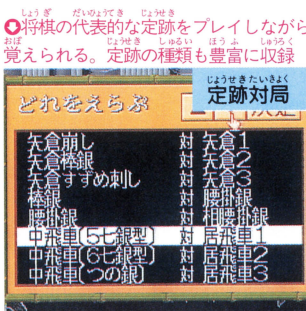 将棋の代表的な定跡をプレイしながら
覚えられる。定跡の種類も豊富に収録
定跡対局
どれをえらぶ
矢倉崩し 対 矢倉1
矢倉棒銀 対 矢倉2
矢倉すずめ刺し 対 矢倉3
棒銀 対 腰掛銀
腰掛銀 対 相腰掛銀
中飛車(5七銀型) 対 居飛車1
中飛車(6七銀型) 対 居飛車2
中飛車(つの銀) 対 居飛車3